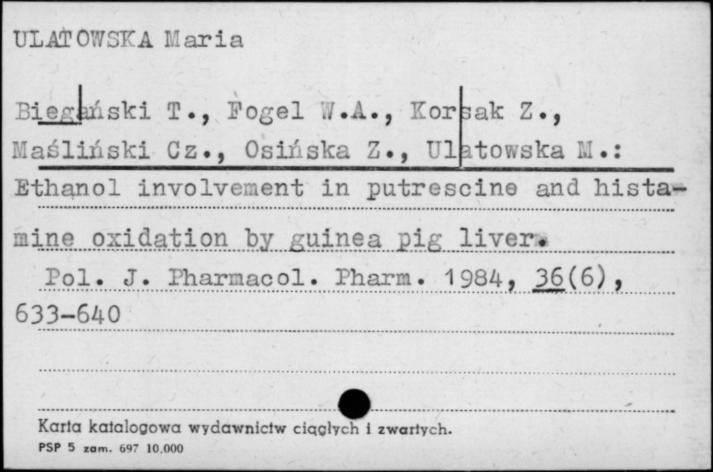 ULATOWSKA Maria
Biegański T., Fogel W.A., Korsak Z.,
Maśliński Cz., Osińska Z., Ulatowska M.:
Ethanol involvement in putrescine and hista-
mine oxidation by guinea pig liver.
Pol. J. Pharmacol. Pharm. 1984, 36(6),
633-640
Karta katalogowa wydawnictw ciągłych i zwartych.
PSP 5 zam. 697 10.000